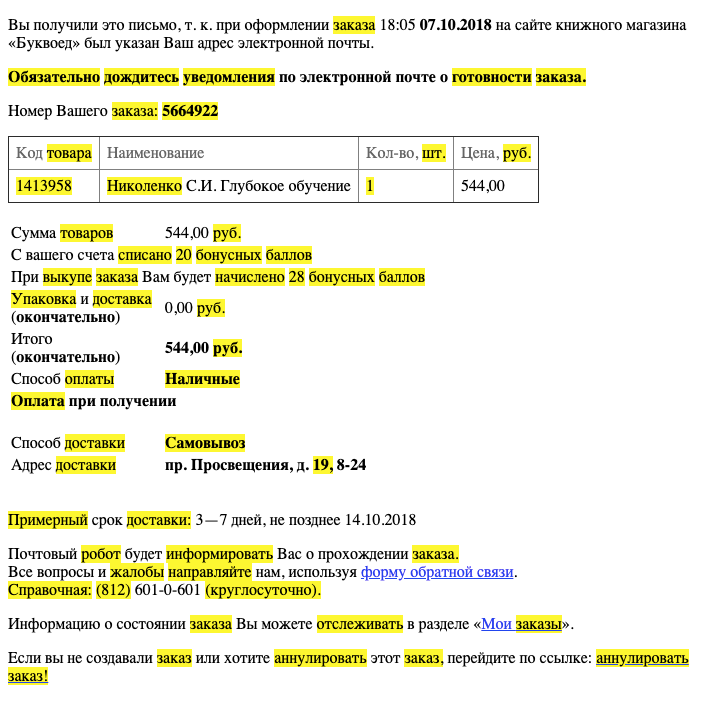 Вы получили это письмо, т. к. при оформлении заказа 18:05 07.10.2018 на сайте книжного магазина
«Буквоед» был указан Ваш адрес электронной почты.
Обязательно дождитесь уведомления по электронной почте о готовности заказа.
Номер Вашего заказа: 5664922
Код товара Наименование Кол-во, шт. Цена, руб.
1413958 Николенко С.И. Глубокое обучение 1 544,00
Сумма товаров 544,00 руб.
С вашего счета списано 20 бонусных баллов
При выкупе заказа Вам будет начислено 28 бонусных баллов
Упаковка и доставка
(окончательно) 0,00 руб.
Итого
(окончательно) 544,00 руб.
Способ оплаты Наличные
Оплата при получении
Способ доставки Самовывоз
Адрес доставки пр. Просвещения, д. 19, 8-24
Примерный срок доставки: 3—7 дней, не позднее 14.10.2018
Почтовый робот будет информировать Вас о прохождении заказа.
Все вопросы и жалобы направляйте нам, используя форму обратной связи.
Справочная: (812) 601-0-601 (круглосуточно).
Информацию о состоянии заказа Вы можете отслеживать в разделе «Мои заказы».
Если вы не создавали заказ или хотите аннулировать этот заказ, перейдите по ссылке: аннулировать
заказ!